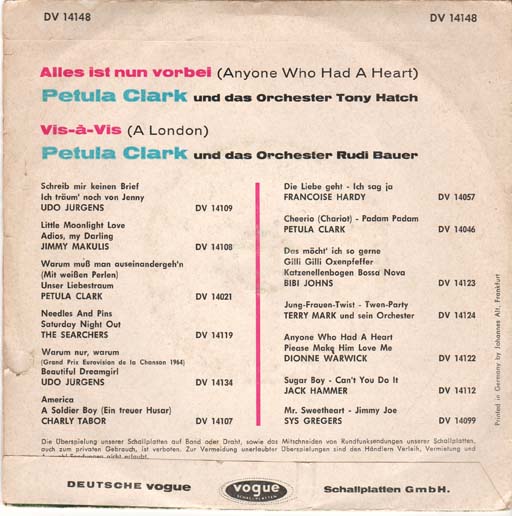 DV 14148 DV 14148
Alles ist nun vorbei (Anyone Who Had A Heart)
Petula Clark und das Orchester Tony Hatch
Vis-à-Vis (A London)
Petula Clark und das Orchester Rudi Bauer
Schreib mir keinen Brief
Ich träum' noch von Jenny
UDO JURGENS DV 14109
Little Moonlight Love
Adios, my Darling
JIMMY MAKULIS DV 14108
Warum muß man auseinandergeh'n
(Mit weißen Perlen)
Unser Liebestraum
PETULA CLARK DV 14021
Needles And Pins
Saturday Night Out
THE SEARCHERS DV 14119
Warum nur, warum
(Grand Prix Eurovision de la Chanson 1964)
Beautiful Dreamgirl
UDO JURGENS DV 14134
America
A Soldier Boy (Ein treuer Husar)
CHARLY TABOR DV 14107
Die Liebe geht - Ich sag ja
FRANCOISE HARDY DV 14057
Cheerio (Chariot) - Padam Padam
PETULA CLARK DV 14046
Das möcht' ich so gerne
Gilli Gilli Oxenpfeffer
Katzenellenbogen Bossa Nova
BIBI JOHNS DV 14123
Jung-Frauen-Twist - Twen-Party
TERRY MARK und sein Orchester DV 14124
Anyone Who Had A Heart
Please Make Him Love Me
DIONNE WARWICK DV 14122
Sugar Boy - Can't You Do It
JACK HAMMER DV 14112
Mr. Sweetheart - Jimmy Joe
SYS GREGERS DV 14099
Printed in Germany by Johannes Alt, Frankfurt
Die Überspielung unserer Schallplatten auf Band oder Draht, sowie das Mitschneiden von Rundfunksendungen unserer Schallplatten,
auch zum privaten Gebrauch, ist verboten. Zur Vermeidung unerlaubter Überspielungen sind den Händlern Verleih, Vermietung und
Auswahl-Sendungen nicht erlaubt.
DEUTSCHE vogue vogue Schallplatten GmbH.
SCHALLPLATTEN